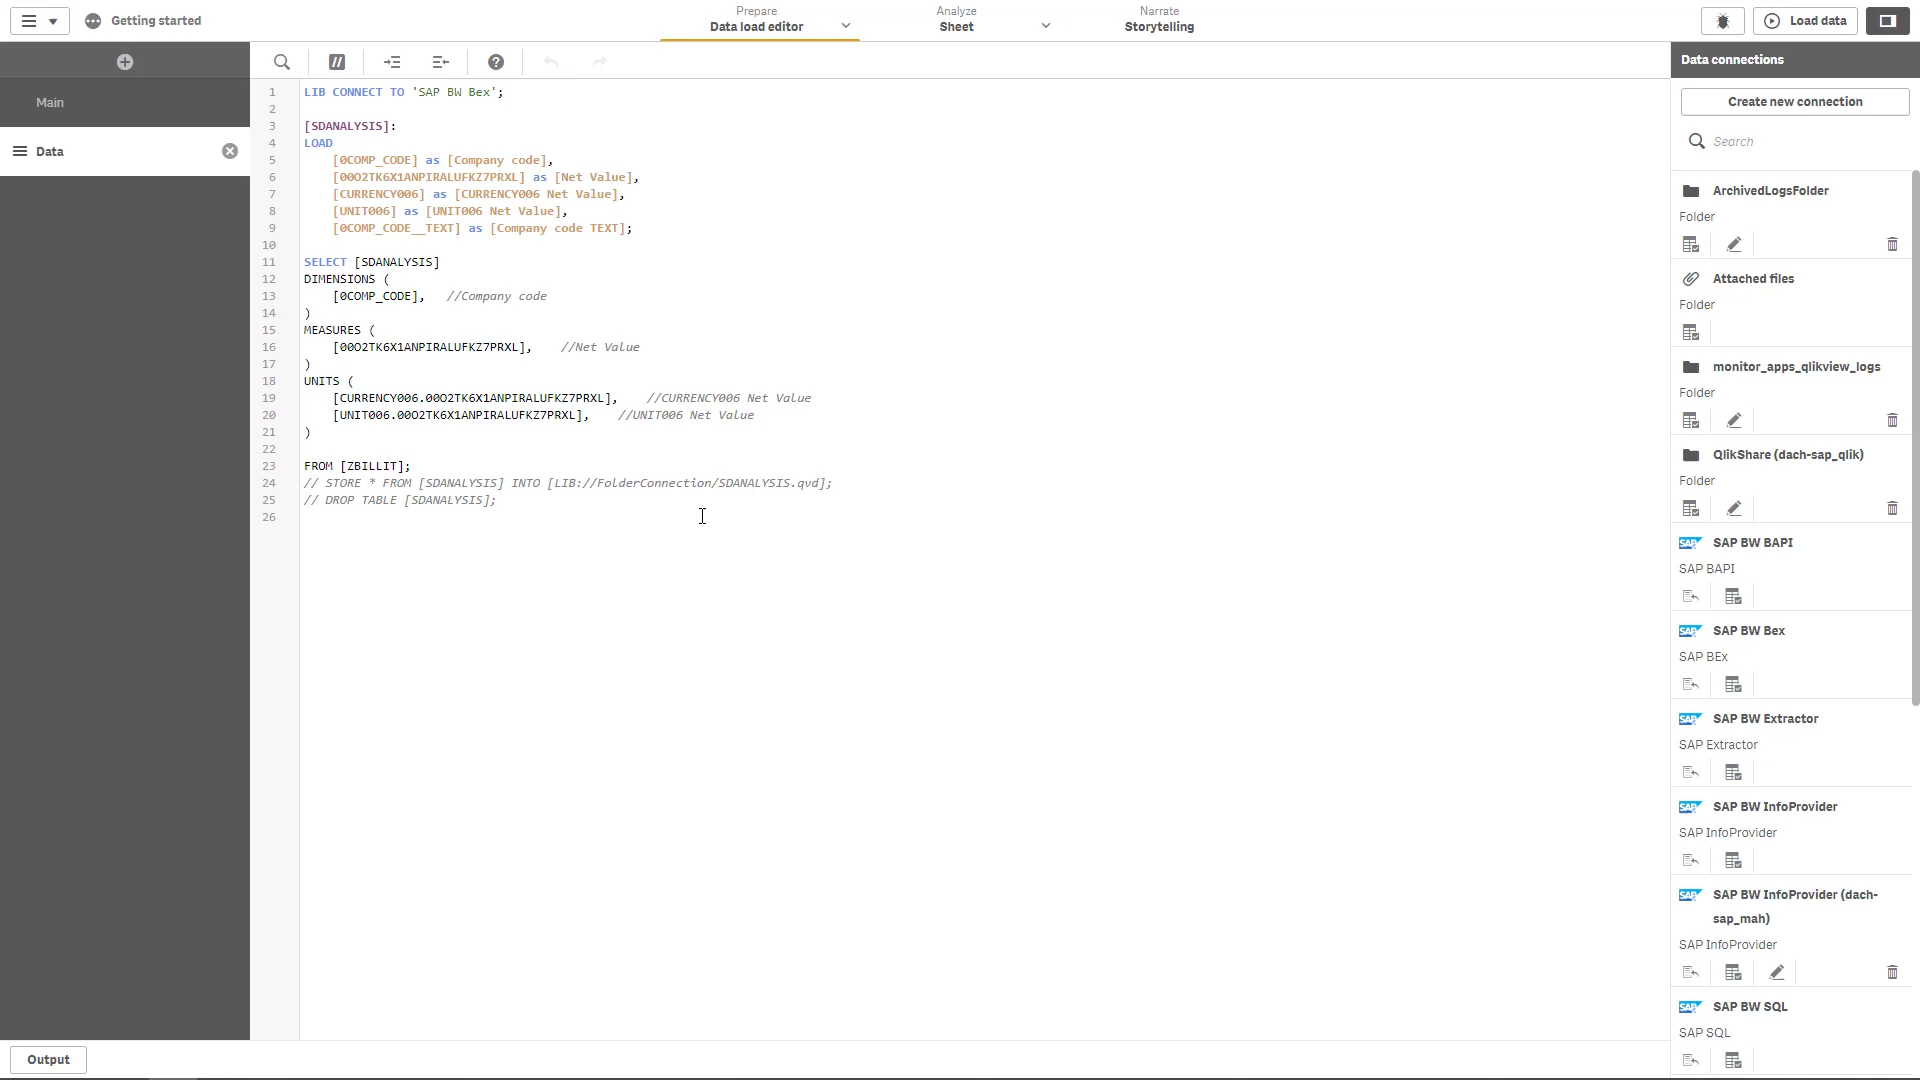 Getting started
Prepare
Data load editor
Analyze
Sheet
Narrate
Storytelling
Load data
Main
Data
1 LIB CONNECT TO 'SAP BW Bex';
2
3 [SDANALYSIS]:
4 LOAD
5 [0COMP_CODE] as [Company code],
6 [00O2TK6X1ANPIRALUFKZ7PRXL] as [Net Value],
7 [CURRENCY006] as [CURRENCY006 Net Value],
8 [UNIT006] as [UNIT006 Net Value],
9 [0COMP_CODE__TEXT] as [Company code TEXT];
10
11 SELECT [SDANALYSIS]
12 DIMENSIONS (
13 [0COMP_CODE], //Company code
14 )
15 MEASURES (
16 [00O2TK6X1ANPIRALUFKZ7PRXL], //Net Value
17 )
18 UNITS (
19 [CURRENCY006.00O2TK6X1ANPIRALUFKZ7PRXL], //CURRENCY006 Net Value
20 [UNIT006.00O2TK6X1ANPIRALUFKZ7PRXL], //UNIT006 Net Value
21 )
22
23 FROM [ZBILLIT];
24 // STORE * FROM [SDANALYSIS] INTO [LIB://FolderConnection/SDANALYSIS.qvd];
25 // DROP TABLE [SDANALYSIS];
26
Output
Data connections
Create new connection
Search
ArchivedLogsFolder
Folder
Attached files
Folder
monitor_apps_qlikview_logs
Folder
QlikShare (dach-sap_qlik)
Folder
SAP SAP BW BAPI
SAP BAPI
SAP SAP BW Bex
SAP BEx
SAP SAP BW Extractor
SAP Extractor
SAP SAP BW InfoProvider
SAP InfoProvider
SAP SAP BW InfoProvider (dach-
sap_mah)
SAP InfoProvider
SAP SAP BW SQL
SAP SQL